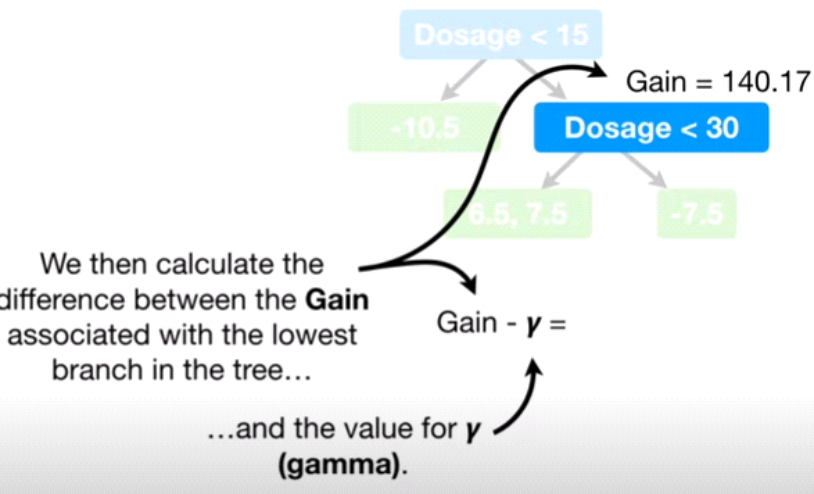 Dosage < 15
Gain = 140.17
-10.5
Dosage < 30
6.5, 7.5
-7.5
We then calculate the
difference between the Gain
associated with the lowest
branch in the tree…
Gain - γ =
…and the value for γ
(gamma).